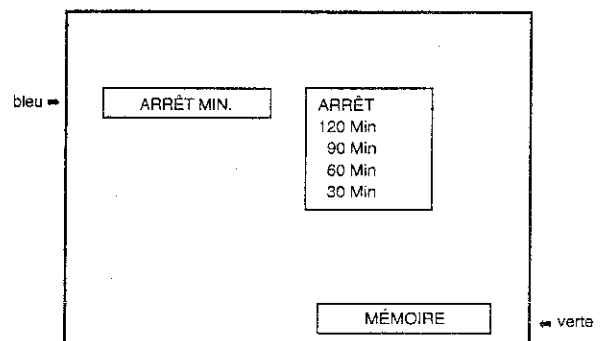 bleu ➡ ARRÊT MIN. ARRÊT
120 Min
90 Min
60 Min
30 Min
MÉMOIRE ⬅ verte